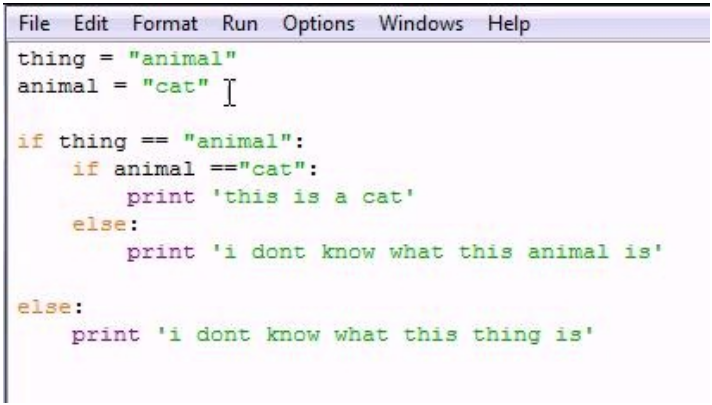 File Edit Format Run Options Windows Help
thing = "animal"
animal = "cat"
if thing == "animal":
    if animal =="cat":
        print 'this is a cat'
    else:
        print 'i dont know what this animal is'
else:
    print 'i dont know what this thing is'